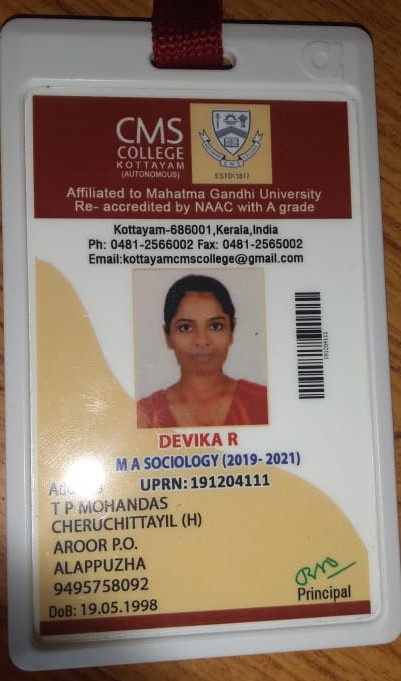 CMS
COLLEGE
KOTTAYAM
(AUTONOMOUS)
ESTD:1817
Affiliated to Mahatma Gandhi University
Re- accredited by NAAC with A grade
Kottayam-686001,Kerala,India
Ph: 0481-2566002 Fax: 0481-2565002
Email:kottayamcmscollege@gmail.com
191204111
DEVIKA R
M A SOCIOLOGY (2019- 2021)
UPRN: 191204111
T P MOHANDAS
CHERUCHITTAYIL (H)
AROOR P.O.
ALAPPUZHA
9495758092
DoB: 19.05.1998
Principal